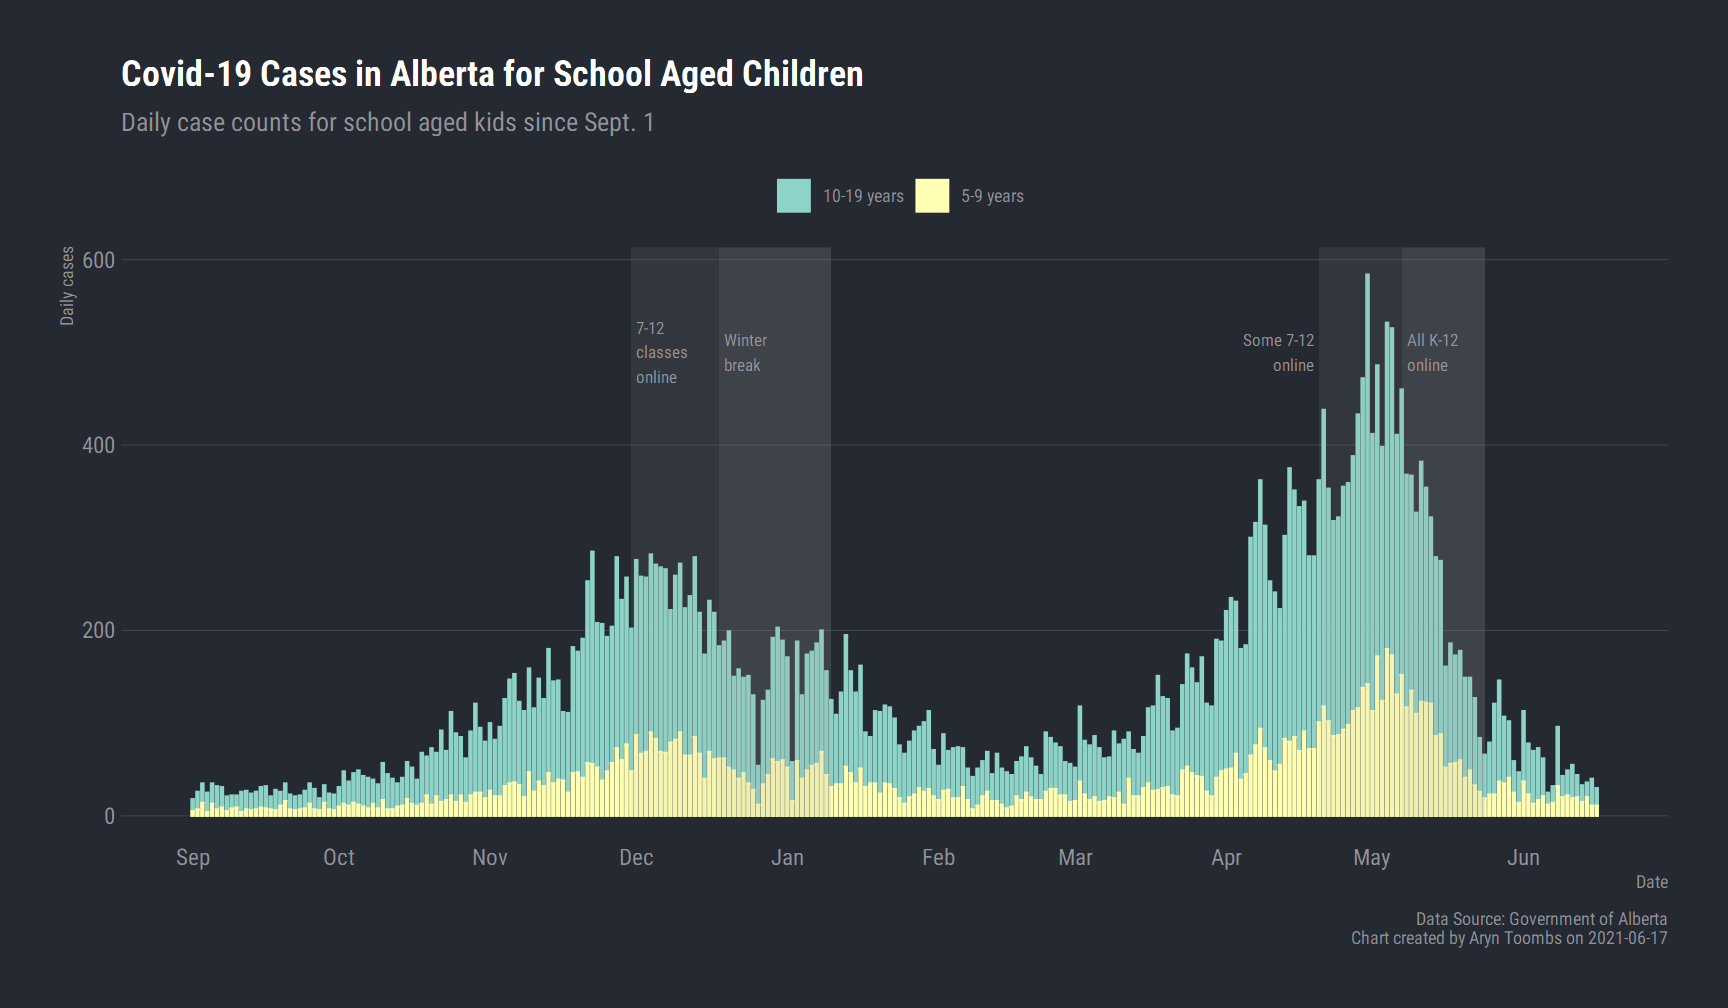 Covid-19 Cases in Alberta for School Aged Children
Daily case counts for school aged kids since Sept. 1
10-19 years
5-9 years
Daily cases
600
400
200
0
7-12
classes
online
Winter
break
Some 7-12
online
All K-12
online
Sep
Oct
Nov
Dec
Jan
Feb
Mar
Apr
May
Jun
Date
Data Source: Government of Alberta
Chart created by Aryn Toombs on 2021-06-17